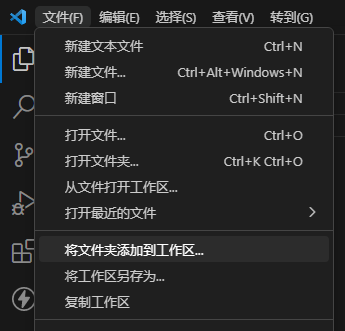 文件(F) 编辑(E) 选择(S) 查看(V) 转到(G)
新建文本文件 Ctrl+N
新建文件... Ctrl+Alt+Windows+N
新建窗口 Ctrl+Shift+N
打开文件... Ctrl+O
打开文件夹... Ctrl+K Ctrl+O
从文件打开工作区...
打开最近的文件
将文件夹添加到工作区...
将工作区另存为...
复制工作区